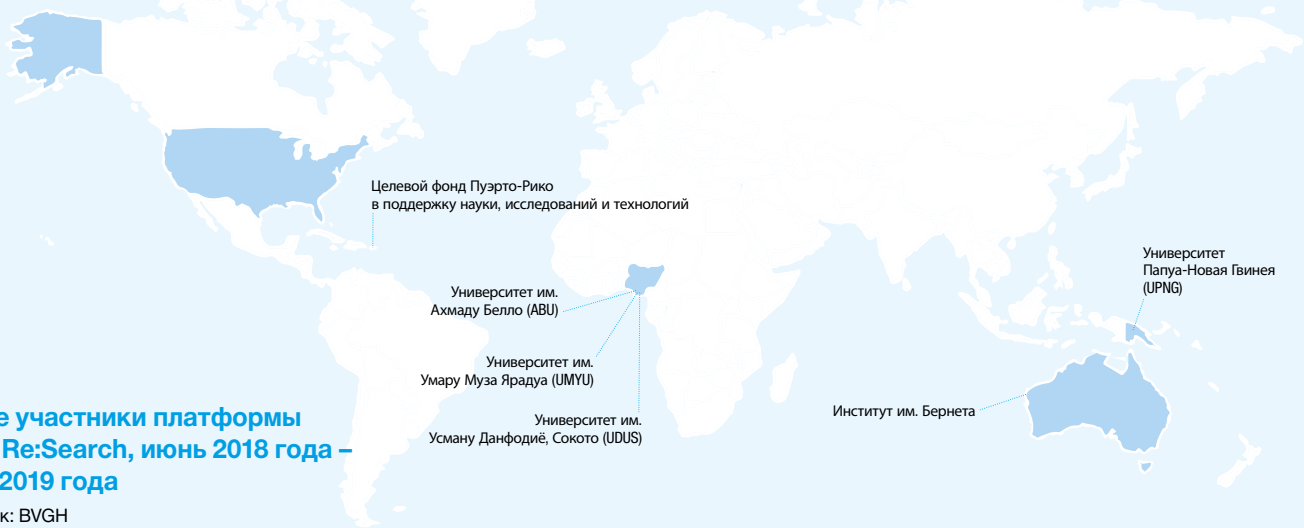 Целевой фонд Пуэрто-Рико
в поддержку науки, исследований и технологий
Университет
Папуа-Новая Гвинея
(UPNG)
Университет им.
Ахмаду Белло (ABU)
Университет им.
Умару Муза Ярадуа (UMYU)
Университет им.
Усману Данфодиё, Сокото (UDUS)
Институт им. Бернета
е участники платформы
Re:Search, июнь 2018 года –
2019 года
к: BVGH